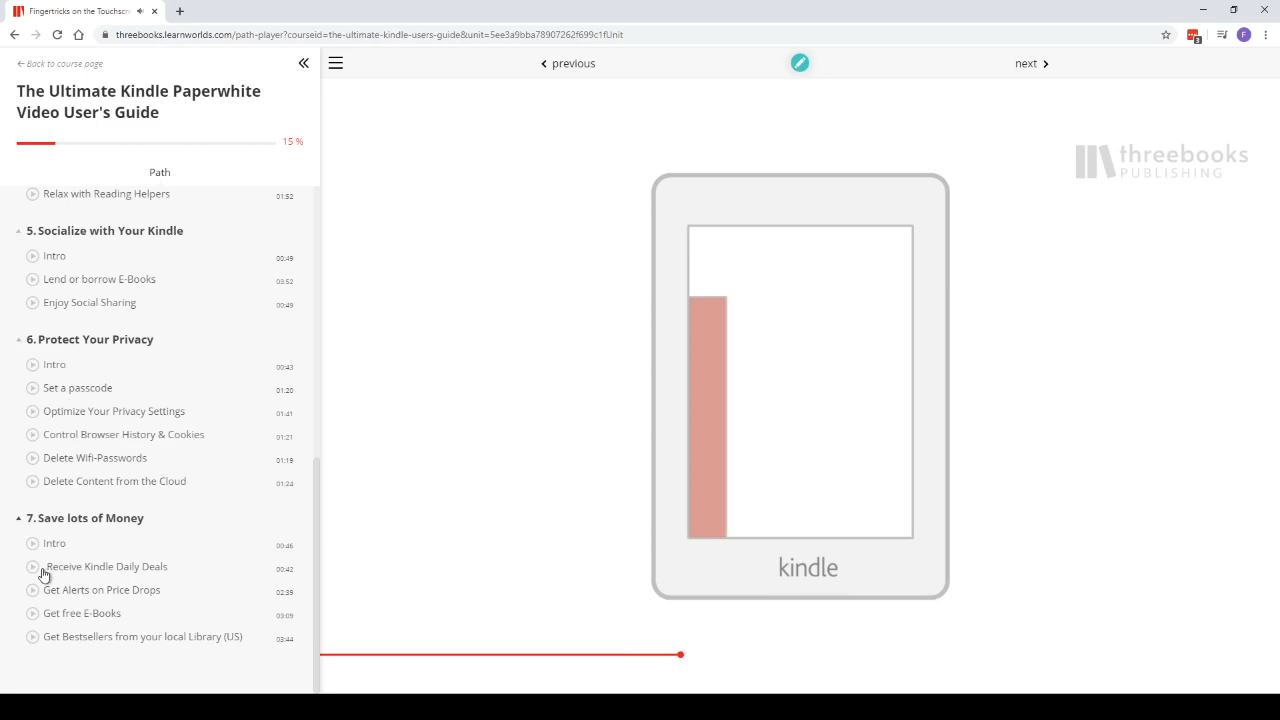 Fingertricks on the Touchscre
threebooks.learnworlds.com/path-player?courseid=the-ultimate-kindle-users-guide&unit=5ee3a9bba78907262f699c1fUnit
3
F
← Back to course page
previous
next
The Ultimate Kindle Paperwhite
Video User's Guide
15 %
Path
threebooks
PUBLISHING
Relax with Reading Helpers 01:52
5. Socialize with Your Kindle
Intro 00:49
Lend or borrow E-Books 03:52
Enjoy Social Sharing 00:49
6. Protect Your Privacy
Intro 00:43
Set a passcode 01:20
Optimize Your Privacy Settings 01:41
Control Browser History & Cookies 01:21
Delete Wifi-Passwords 01:19
Delete Content from the Cloud 01:24
7. Save lots of Money
Intro 00:46
Receive Kindle Daily Deals 00:42
Get Alerts on Price Drops 02:39
Get free E-Books 03:09
Get Bestsellers from your local Library (US) 03:44
kindle